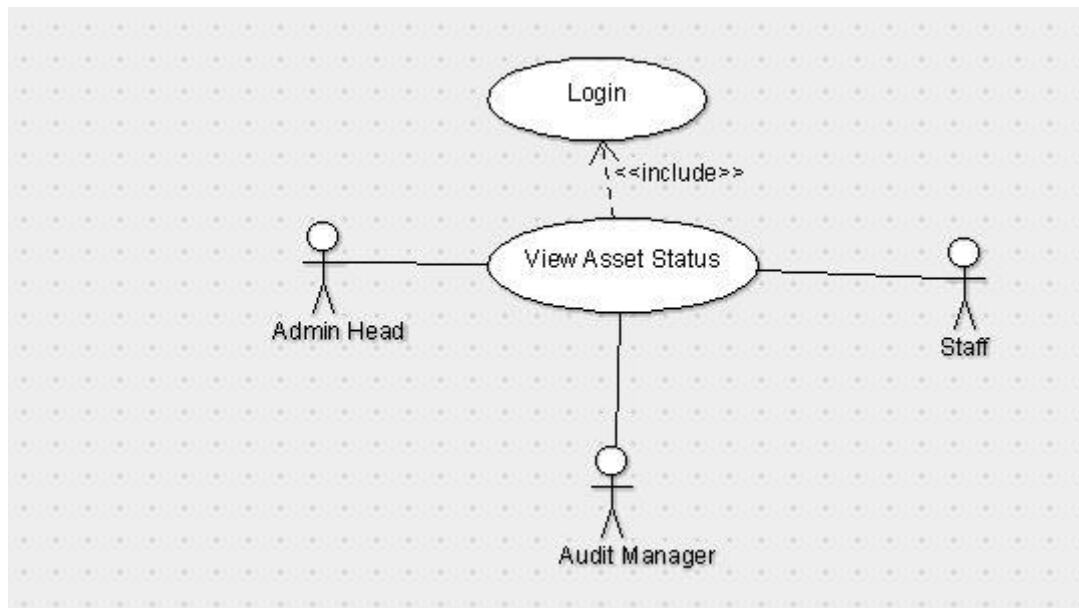 Login
<<include>>
View Asset Status
Admin Head
Staff
Audit Manager